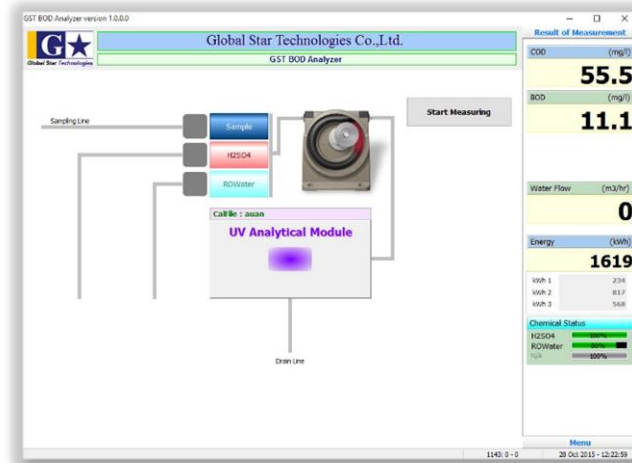 GST BOD Analyzer version 1.0.0.0
G
Global Star Technologies
Global Star Technologies Co.,Ltd.
GST BOD Analyzer
Start Measuring
Sampling Line
Sample
H2SO4
ROWater
Calfile : auan
UV Analytical Module
Drain Line
Result of Measurement
COD (mg/l)
55.5
BOD (mg/l)
11.1
Water Flow (m3/hr)
0
Energy (kWh)
1619
kWh 1 234
kWh 2 817
kWh 3 568
Chemical Status
H2SO4 100%
ROWater 80%
N/A 100%
Menu
1143: 0 - 0 28 Oct 2015 - 12:22:59